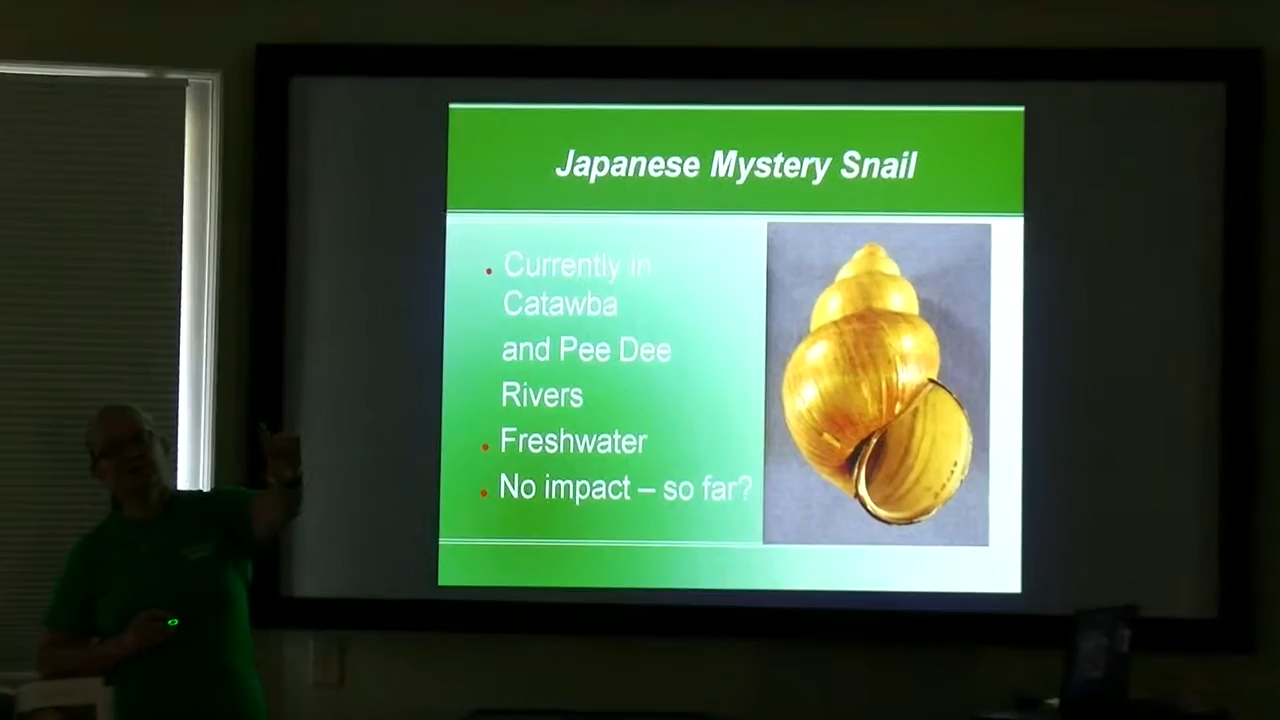 Japanese Mystery Snail
Currently in
Catawba
and Pee Dee
Rivers
Freshwater
No impact – so far?